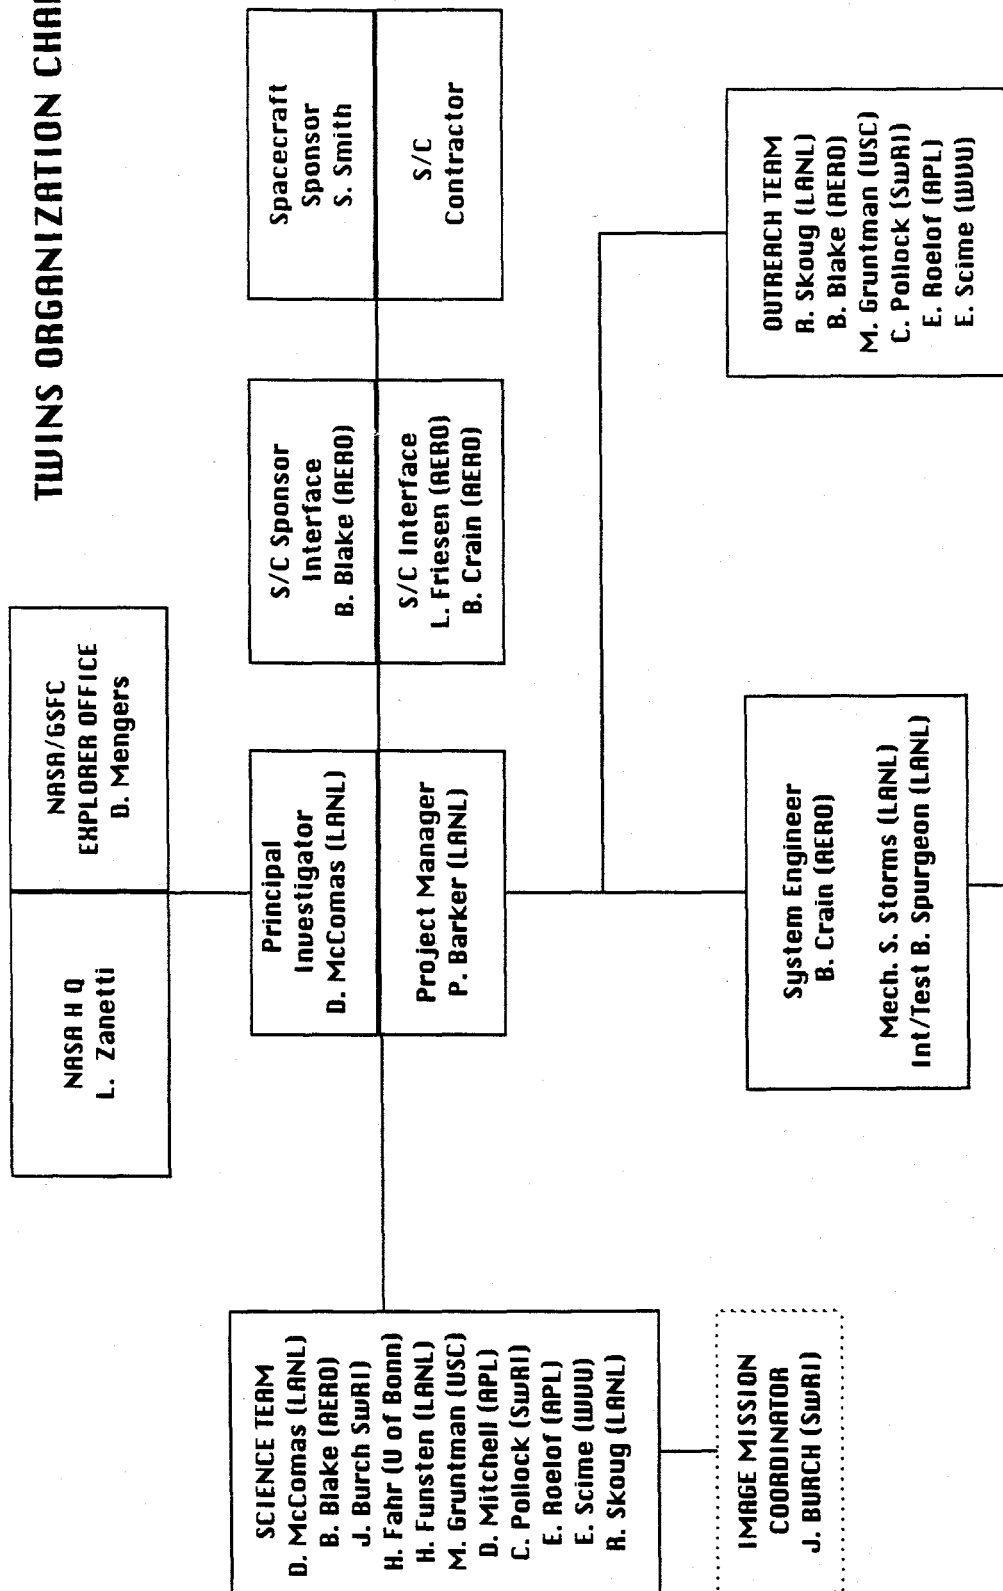 TWINS ORGANIZATION CHA
NASA H Q
L. Zanetti
NASA/GSFC
EXPLORER OFFICE
D. Mengers
SCIENCE TEAM
D. McComas (LANL)
B. Blake (AERO)
J. Burch SwRI)
H. Fahr (U of Bonn)
H. Funsten (LANL)
M. Gruntman (USC)
D. Mitchell (APL)
C. Pollock (SwRI)
E. Roelof (APL)
E. Scime (WVU)
R. Skoug (LANL)
Principal
Investigator
D. McComas (LANL)
Project Manager
P. Barker (LANL)
S/C Sponsor
Interface
B. Blake (AERO)
S/C Interface
L. Friesen (AERO)
B. Crain (AERO)
Spacecraft
Sponsor
S. Smith
S/C
Contractor
IMAGE MISSION
COORDINATOR
J. BURCH (SwRI)
System Engineer
B. Crain (AERO)
Mech. S. Storms (LANL)
Int/Test B. Spurgeon (LANL)
OUTREACH TEAM
R. Skoug (LANL)
B. Blake (AERO)
M. Gruntman (USC)
C. Pollock (SwRI)
E. Roelof (APL)
E. Scime (WVU)